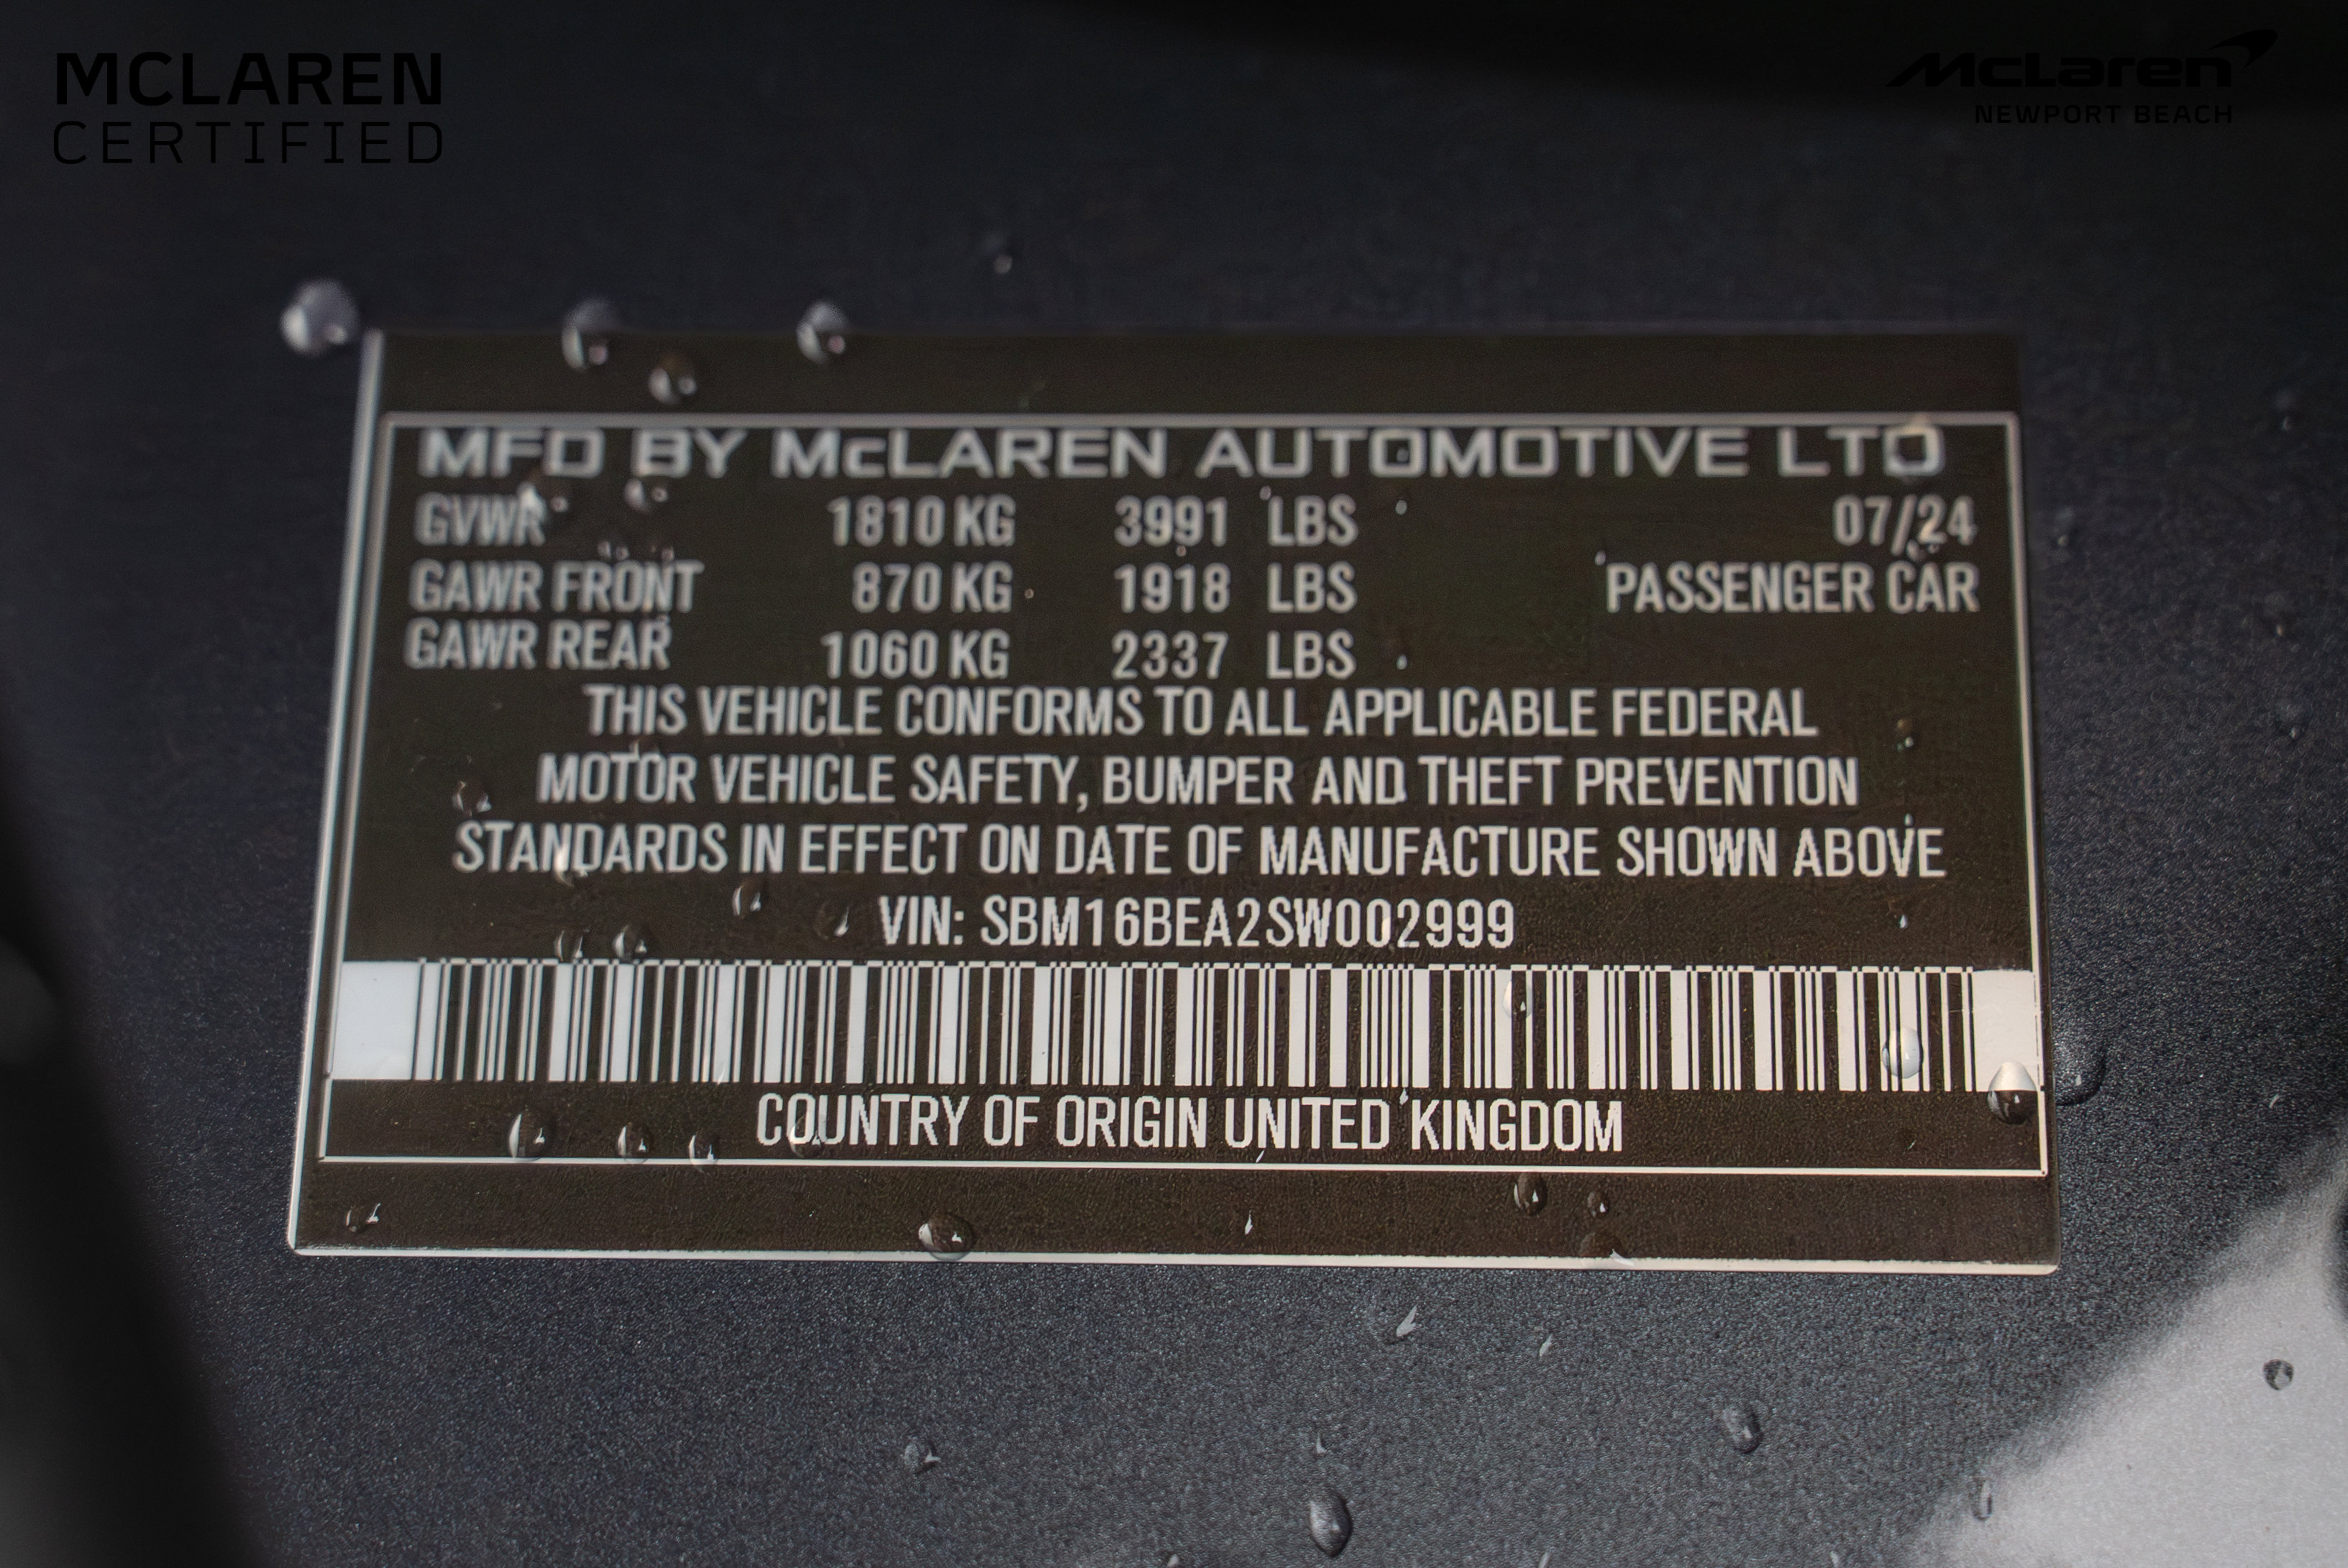 MCLAREN
CERTIFIED
McLaren
NEWPORT BEACH
MFD BY McLAREN AUTOMOTIVE LTD
GVWR 1810 KG 3991 LBS 07/24
GAWR FRONT 870 KG 1918 LBS PASSENGER CAR
GAWR REAR 1060 KG 2337 LBS
THIS VEHICLE CONFORMS TO ALL APPLICABLE FEDERAL
MOTOR VEHICLE SAFETY, BUMPER AND THEFT PREVENTION
STANDARDS IN EFFECT ON DATE OF MANUFACTURE SHOWN ABOVE
VIN: SBM16BEA2SW002999
COUNTRY OF ORIGIN UNITED KINGDOM